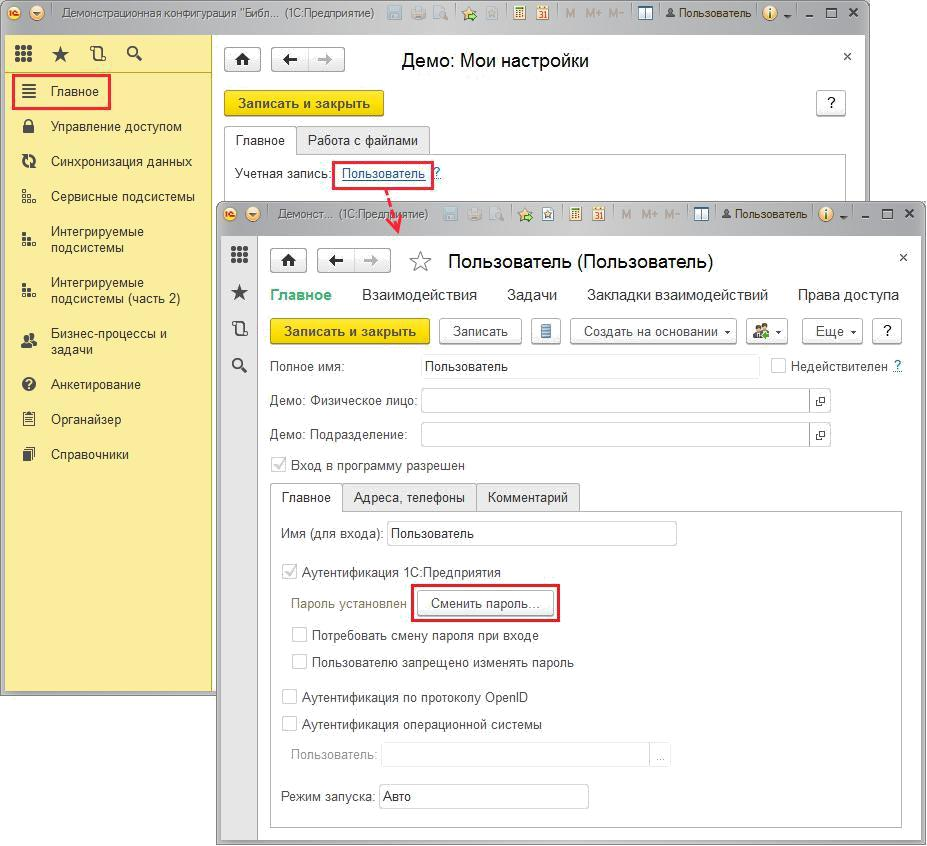 Демонстрационная конфигурация "Библ... (1С:Предприятие) 31 M M+ M- Пользователь
Главное
Управление доступом
Синхронизация данных
Сервисные подсистемы
Интегрируемые
подсистемы
Интегрируемые
подсистемы (часть 2)
Бизнес-процессы и
задачи
Анкетирование
Органайзер
Справочники
Демо: Мои настройки
Записать и закрыть ?
Главное Работа с файлами
Учетная запись: Пользователь ?
Демонст... (1С:Предприятие) 31 M M+ M- Пользователь
Пользователь (Пользователь)
Главное Взаимодействия Задачи Закладки взаимодействий Права доступа
Записать и закрыть Записать Создать на основании Еще ?
Полное имя: Пользователь Недействителен ?
Демо: Физическое лицо:
Демо: Подразделение:
Вход в программу разрешен
Главное Адреса, телефоны Комментарий
Имя (для входа): Пользователь
Аутентификация 1С:Предприятия
Пароль установлен Сменить пароль...
Потребовать смену пароля при входе
Пользователю запрещено изменять пароль
Аутентификация по протоколу OpenID
Аутентификация операционной системы
Пользователь: ...
Режим запуска: Авто